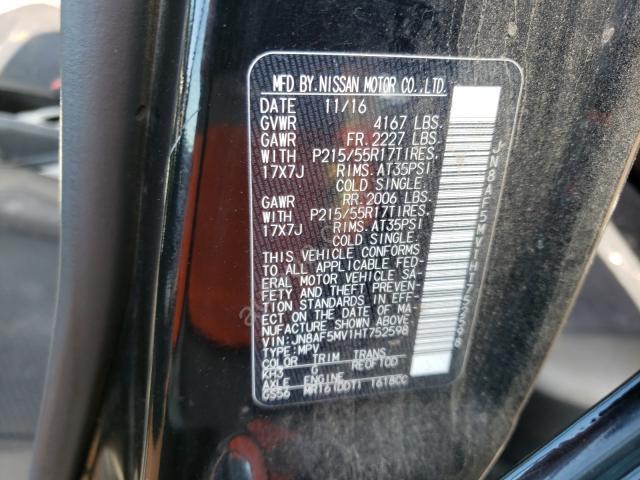 MFD BY.NISSAN MOTOR CO.,LTD.
DATE 11/16
GVWR 4167 LBS.
GAWR FR.2227 LBS
WITH P215/55R17TIRES,
17X7J RIMS.AT35PSI
COLD SINGLE.
GAWR RR.2006 LBS.
WITH P215/55R17TIRES,
17X7J RIMS.AT35PSI
COLD SINGLE.
THIS VEHICLE CONFORMS
TO ALL APPLICABLE FED-
ERAL MOTOR VEHICLE SA-
FETY AND THEFT PREVEN-
TION STANDARDS IN EFF-
ECT ON THE DATE OF MA-
NUFACTURE SHOWN ABOVE.
VIN:JN8AF5MV1HT752598
TYPE:MPV
COLOR TRIM TRANS
KH3 G RE0F10D
AXLE ENGINE
GS56 MR16(DDT) 1618CC
JN8AF5MV1HT752598